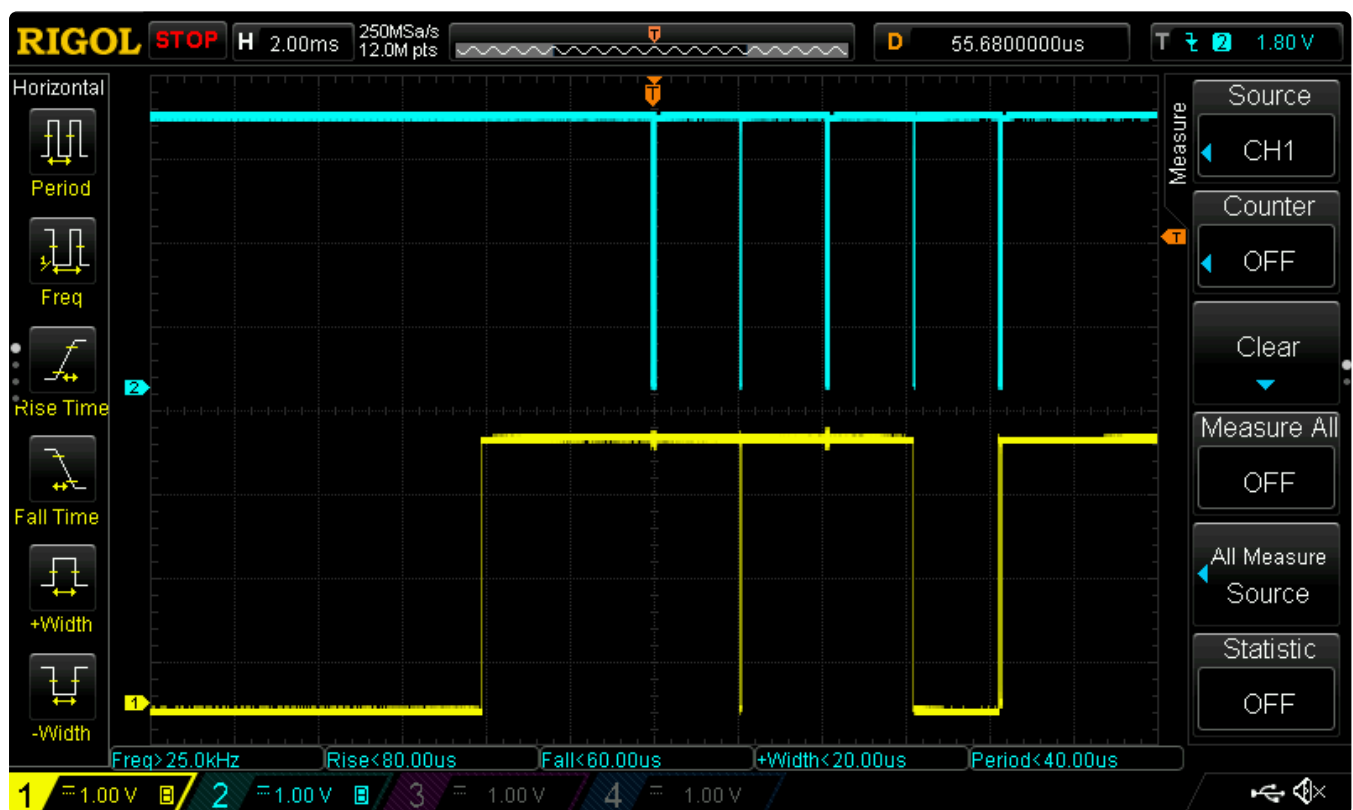 RIGOL STOP H 2.00ms 250MSa/s 12.0M pts T D 55.6800000us T 2 1.80 V
Horizontal
Period
Freq
Rise Time
Fall Time
+Width
-Width
T
2
1
T
Measure
Source
CH1
Counter
OFF
Clear
Measure All
OFF
All Measure
Source
Statistic
OFF
Freq>25.0kHz Rise<80.00us Fall<60.00us +Width<20.00us Period<40.00us
1 1.00 V B 2 1.00 V B 3 1.00 V 4 1.00 V